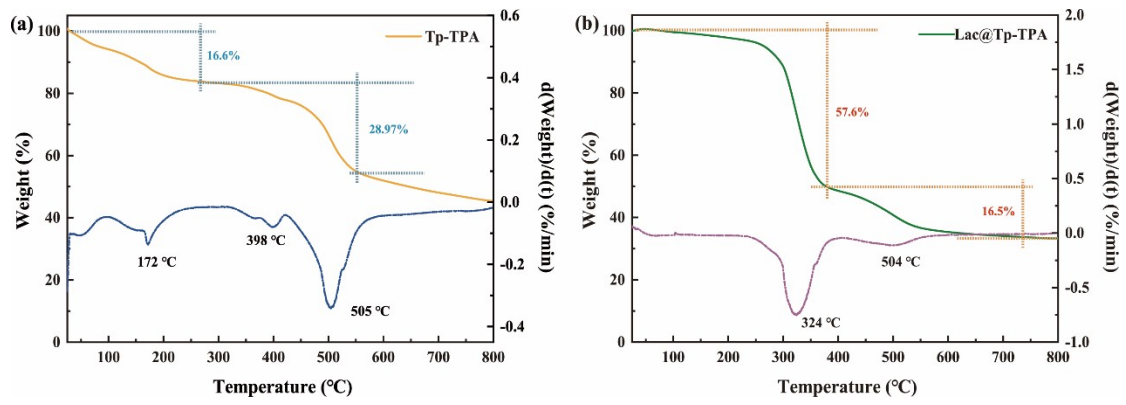 (a)
Tp-TPA
16.6%
28.97%
172 ℃
398 ℃
505 ℃
100
80
60
40
20
0
Weight (%)
0.6
0.4
0.2
0.0
-0.2
-0.4
d(Weight)/d(t) (%/min)
100 200 300 400 500 600 700 800
Temperature (℃)
(b)
Lac@Tp-TPA
57.6%
16.5%
324 ℃
504 ℃
100
80
60
40
20
0
Weight (%)
2.0
1.5
1.0
0.5
0.0
-0.5
-1.0
d(Weight)/d(t) (%/min)
100 200 300 400 500 600 700 800
Temperature (℃)